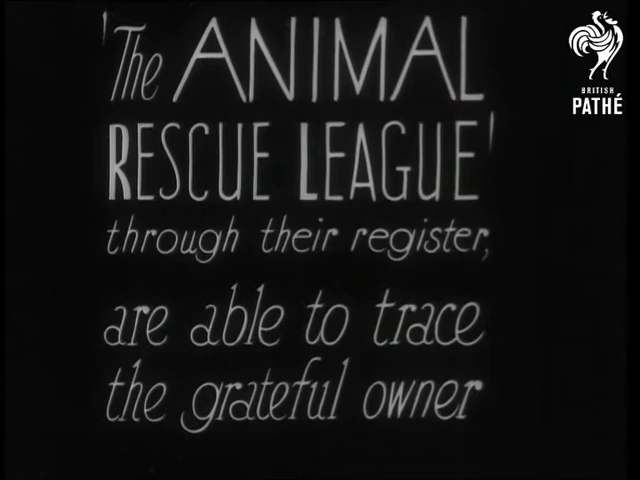 'The ANIMAL
RESCUE LEAGUE'
through their register,
are able to trace
the grateful owner
BRITISH
PATHÉ